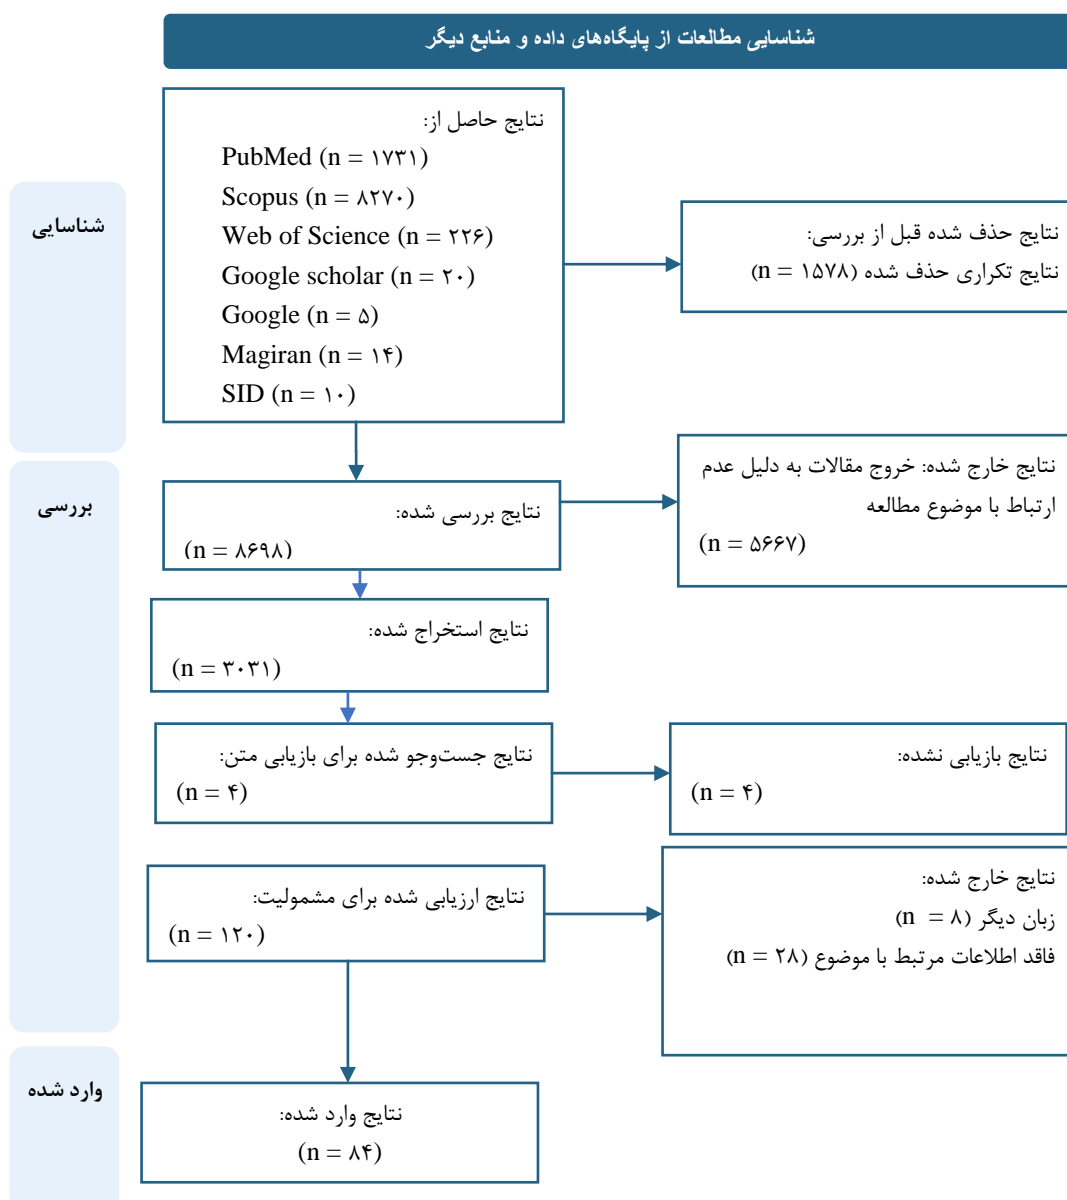 شناسایی مطالعات از پایگاه‌های داده و منابع دیگر
شناسایی
نتایج حاصل از:
PubMed (n = ۱۷۳۱)
Scopus (n = ۸۲۷۰)
Web of Science (n = ۲۲۶)
Google scholar (n = ۲۰)
Google (n = ۵)
Magiran (n = ۱۴)
SID (n = ۱۰)
نتایج حذف شده قبل از بررسی:
نتایج تکراری حذف شده (n = ۱۵۷۸)
بررسی
نتایج بررسی شده:
(n = ۸۶۹۸)
نتایج خارج شده: خروج مقالات به دلیل عدم
ارتباط با موضوع مطالعه
(n = ۵۶۶۷)
نتایج استخراج شده:
(n = ۳۰۳۱)
نتایج جست‌وجو شده برای بازیابی متن:
(n = ۴)
نتایج بازیابی نشده:
(n = ۴)
نتایج ارزیابی شده برای مشمولیت:
(n = ۱۲۰)
نتایج خارج شده:
زبان دیگر (n = ۸)
فاقد اطلاعات مرتبط با موضوع (n = ۲۸)
وارد شده
نتایج وارد شده:
(n = ۸۴)